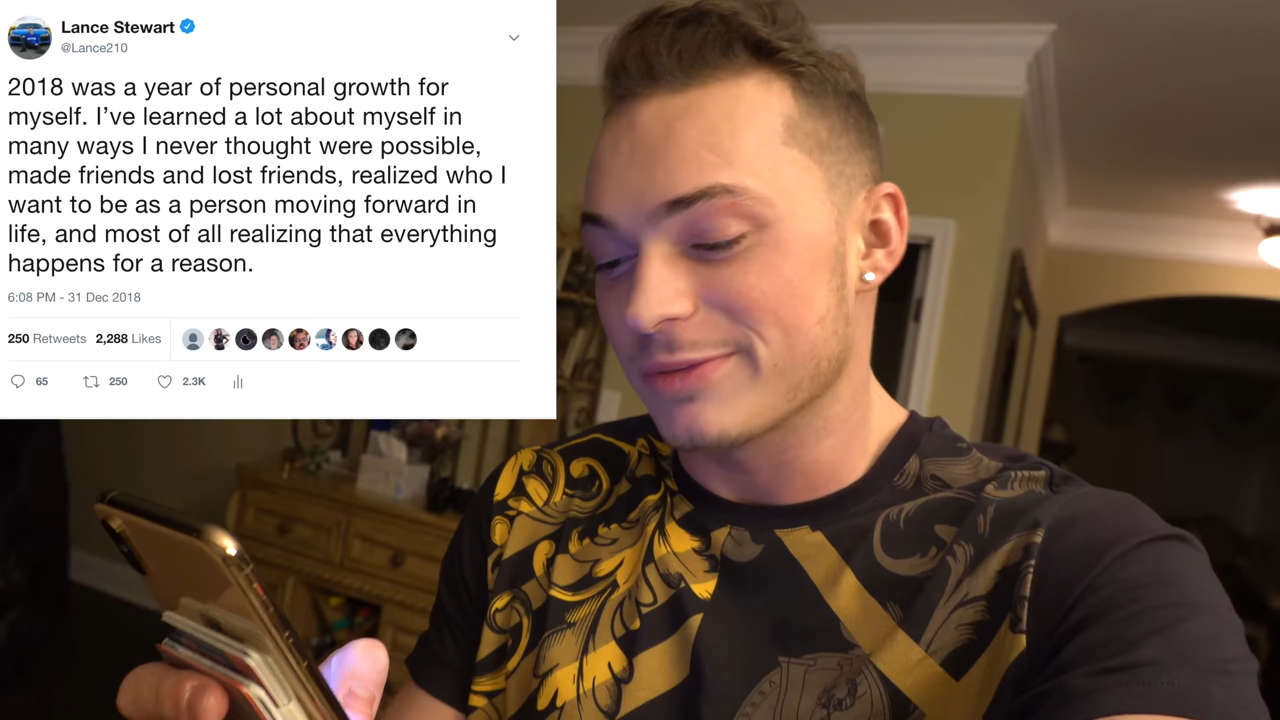 Lance Stewart
@Lance210
2018 was a year of personal growth for
myself. I’ve learned a lot about myself in
many ways I never thought were possible,
made friends and lost friends, realized who I
want to be as a person moving forward in
life, and most of all realizing that everything
happens for a reason.
6:08 PM - 31 Dec 2018
250 Retweets 2,288 Likes
65 250 2.3K